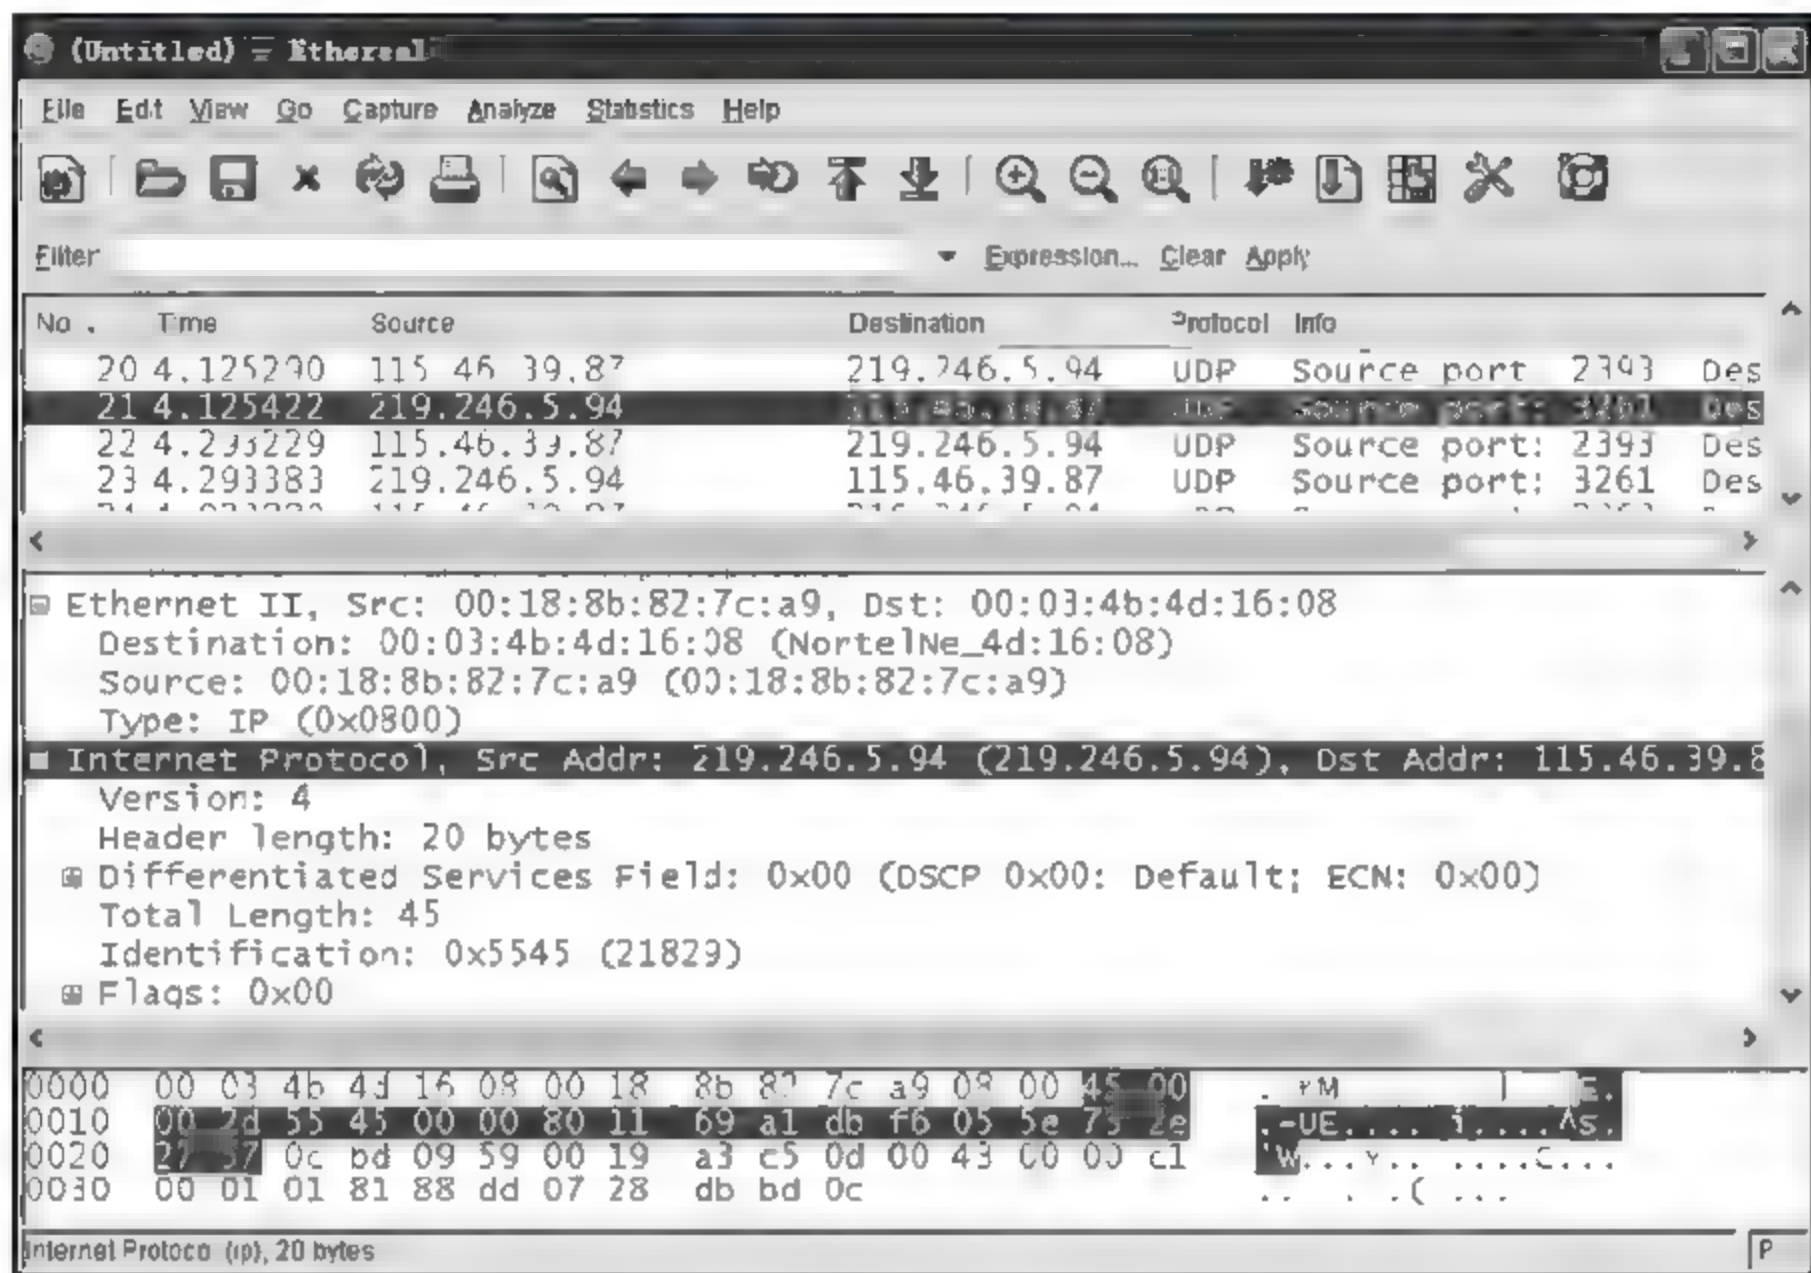 (Untitled) - Ethereal
File Edit View Go Capture Analyze Statistics Help
Filter Expression... Clear Apply
No . Time Source Destination Protocol Info
20 4.125290 115.46.39.87 219.246.5.94 UDP Source port 2393 Des
21 4.125422 219.246.5.94 Source port: Des
22 4.293229 115.46.39.87 219.246.5.94 UDP Source port: 2393 Des
23 4.293383 219.246.5.94 115.46.39.87 UDP Source port: 3261 Des
Ethernet II, Src: 00:18:8b:82:7c:a9, Dst: 00:03:4b:4d:16:08
Destination: 00:03:4b:4d:16:08 (NortelNe_4d:16:08)
Source: 00:18:8b:82:7c:a9 (00:18:8b:82:7c:a9)
Type: IP (0x0800)
Internet Protocol, Src Addr: 219.246.5.94 (219.246.5.94), Dst Addr: 115.46.39.8
Version: 4
Header length: 20 bytes
Differentiated Services Field: 0x00 (DSCP 0x00: Default; ECN: 0x00)
Total Length: 45
Identification: 0x5545 (21829)
Flags: 0x00
0000 00 03 4b 4d 16 08 00 18 8b 82 7c a9 08 00 45 00
0010 00 2d 55 45 00 00 80 11 69 a1 db f6 05 5e 73 2e .-UE.... i....^s.
0020 27 57 0c bd 09 59 00 19 a3 c5 0d 00 43 00 00 c1 'W...Y.. ....C...
0030 00 01 01 81 88 dd 07 28 db bd 0c
Internet Protocol (ip), 20 bytes P